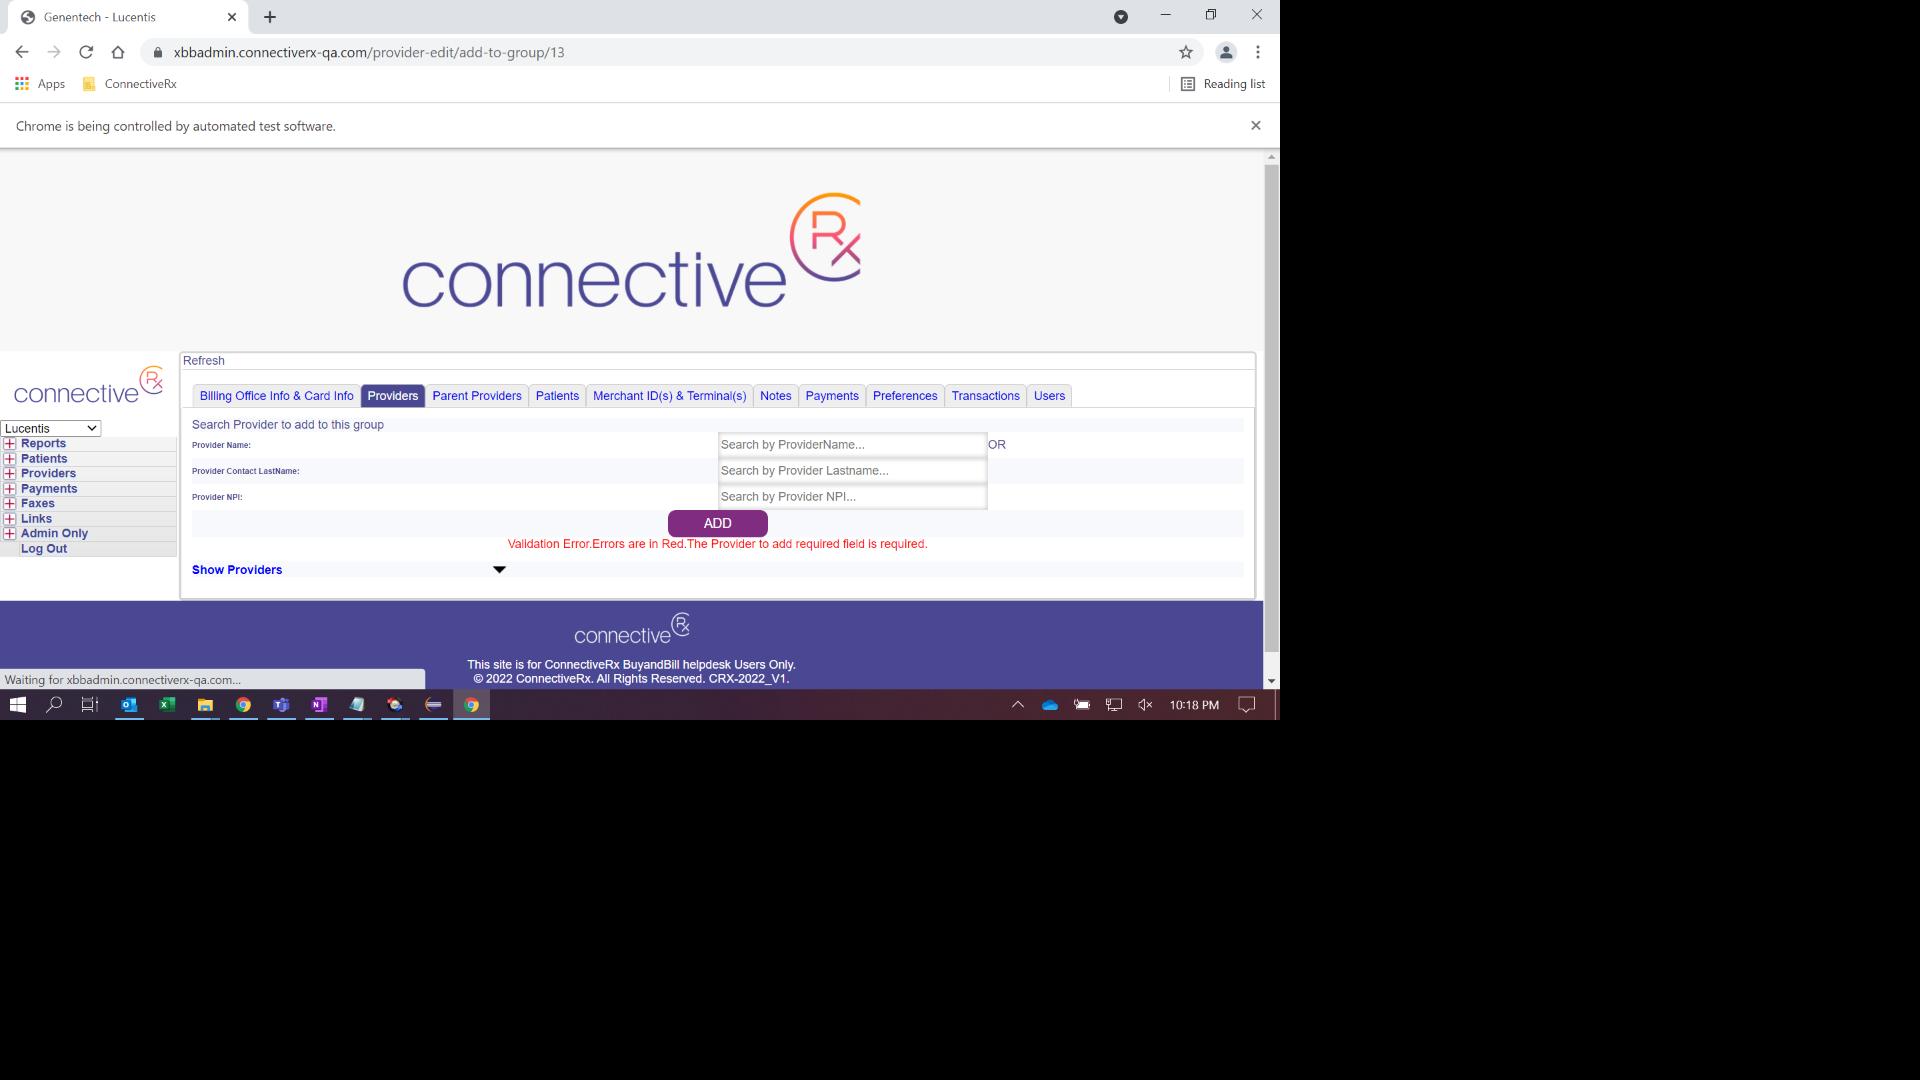 Genentech - Lucentis
xbbadmin.connectiverx-qa.com/provider-edit/add-to-group/13
Apps
ConnectiveRx
Reading list
Chrome is being controlled by automated test software.
connective Rx
Refresh
connective Rx
Billing Office Info & Card Info
Providers
Parent Providers
Patients
Merchant ID(s) & Terminal(s)
Notes
Payments
Preferences
Transactions
Users
Lucentis
Reports
Patients
Providers
Payments
Faxes
Links
Admin Only
Log Out
Search Provider to add to this group
Provider Name:
Search by ProviderName...
OR
Provider Contact LastName:
Search by Provider Lastname...
Provider NPI:
Search by Provider NPI...
ADD
Validation Error.Errors are in Red.The Provider to add required field is required.
Show Providers
connective Rx
This site is for ConnectiveRx BuyandBill helpdesk Users Only.
© 2022 ConnectiveRx. All Rights Reserved. CRX-2022_V1.
Waiting for xbbadmin.connectiverx-qa.com...
10:18 PM